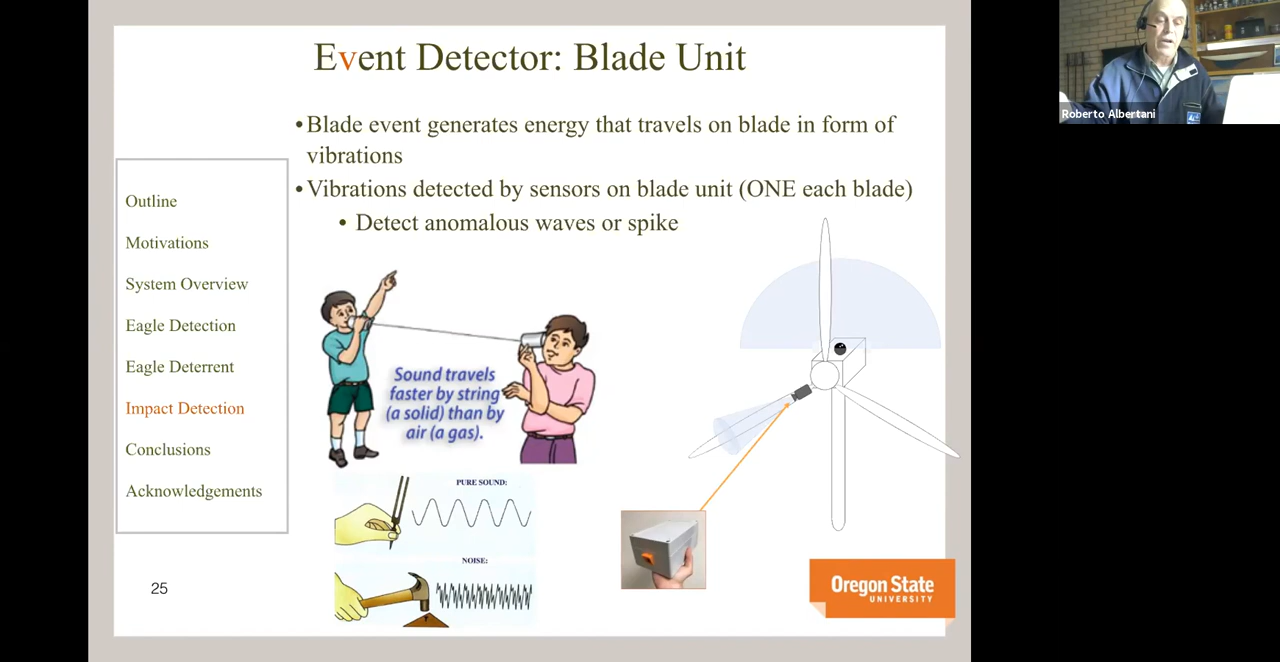 Event Detector: Blade Unit
•Blade event generates energy that travels on blade in form of
vibrations
•Vibrations detected by sensors on blade unit (ONE each blade)
• Detect anomalous waves or spike
Outline
Motivations
System Overview
Eagle Detection
Eagle Deterrent
Impact Detection
Conclusions
Acknowledgements
Sound travels
faster by string
(a solid) than by
air (a gas).
PURE SOUND:
NOISE:
25
Oregon State
UNIVERSITY
Roberto Albertani